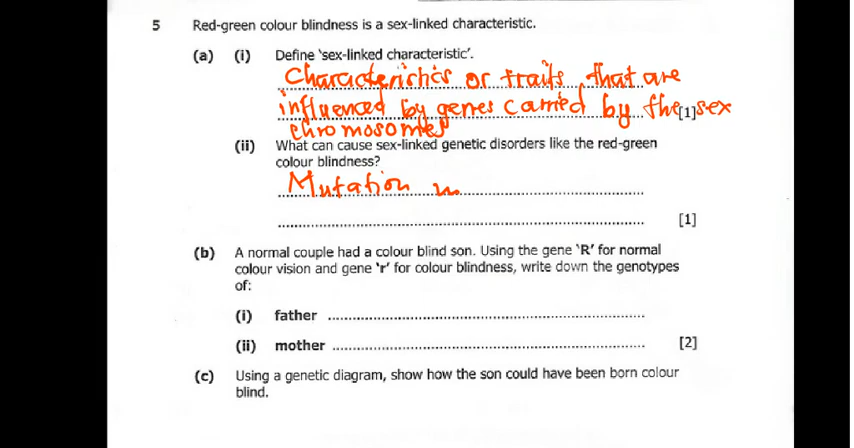 5 Red-green colour blindness is a sex-linked characteristic.
(a) (i) Define 'sex-linked characteristic'.
Characteristics or traits that are
influenced by genes carried by the sex [1]
chromosomes
(ii) What can cause sex-linked genetic disorders like the red-green
colour blindness?
Mutation
[1]
(b) A normal couple had a colour blind son. Using the gene 'R' for normal
colour vision and gene 'r' for colour blindness, write down the genotypes
of:
(i) father
(ii) mother [2]
(c) Using a genetic diagram, show how the son could have been born colour
blind.